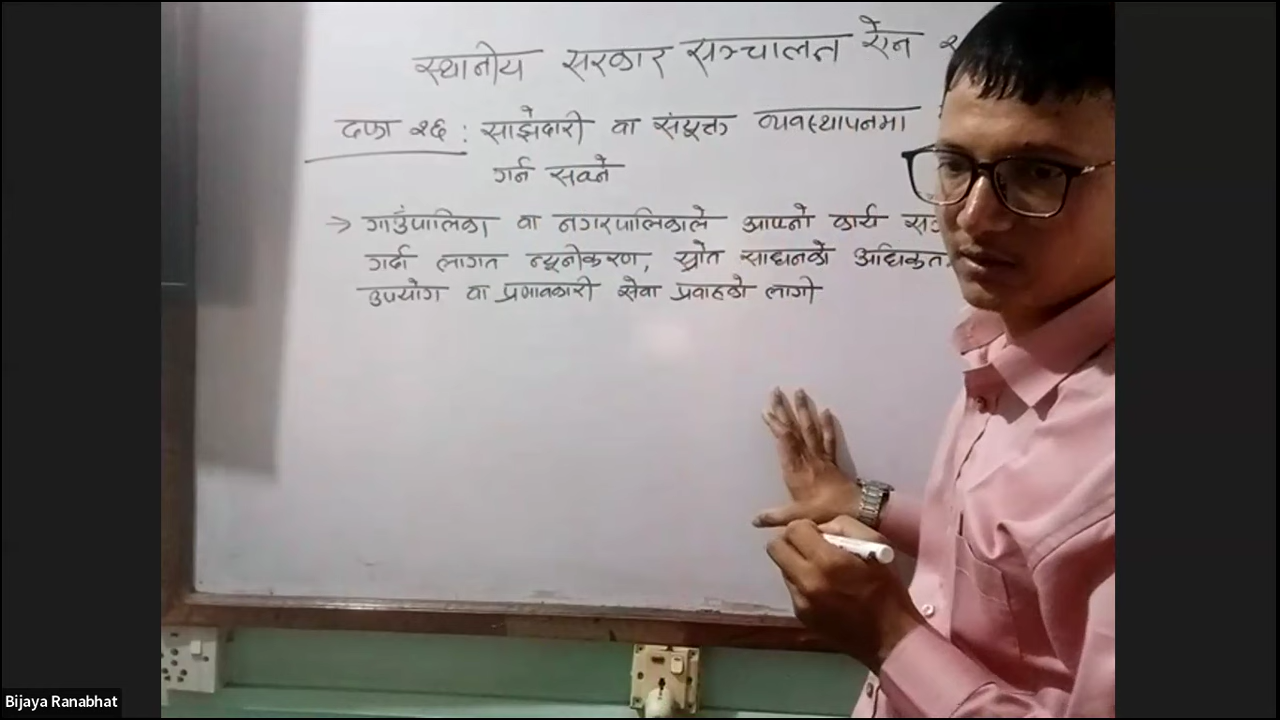 स्थानीय सरकार सञ्चालन ऐन
दफा २६ : साझेदारी वा संयुक्त व्यवस्थापनमा
गर्न सक्ने
→ गाउँपालिका वा नगरपालिकाले आफ्नो कार्य
गर्दा लागत न्यूनीकरण, स्रोत साधनको अधिकतम
उपयोग वा प्रभावकारी सेवा प्रवाहको लागी
Bijaya Ranabhat